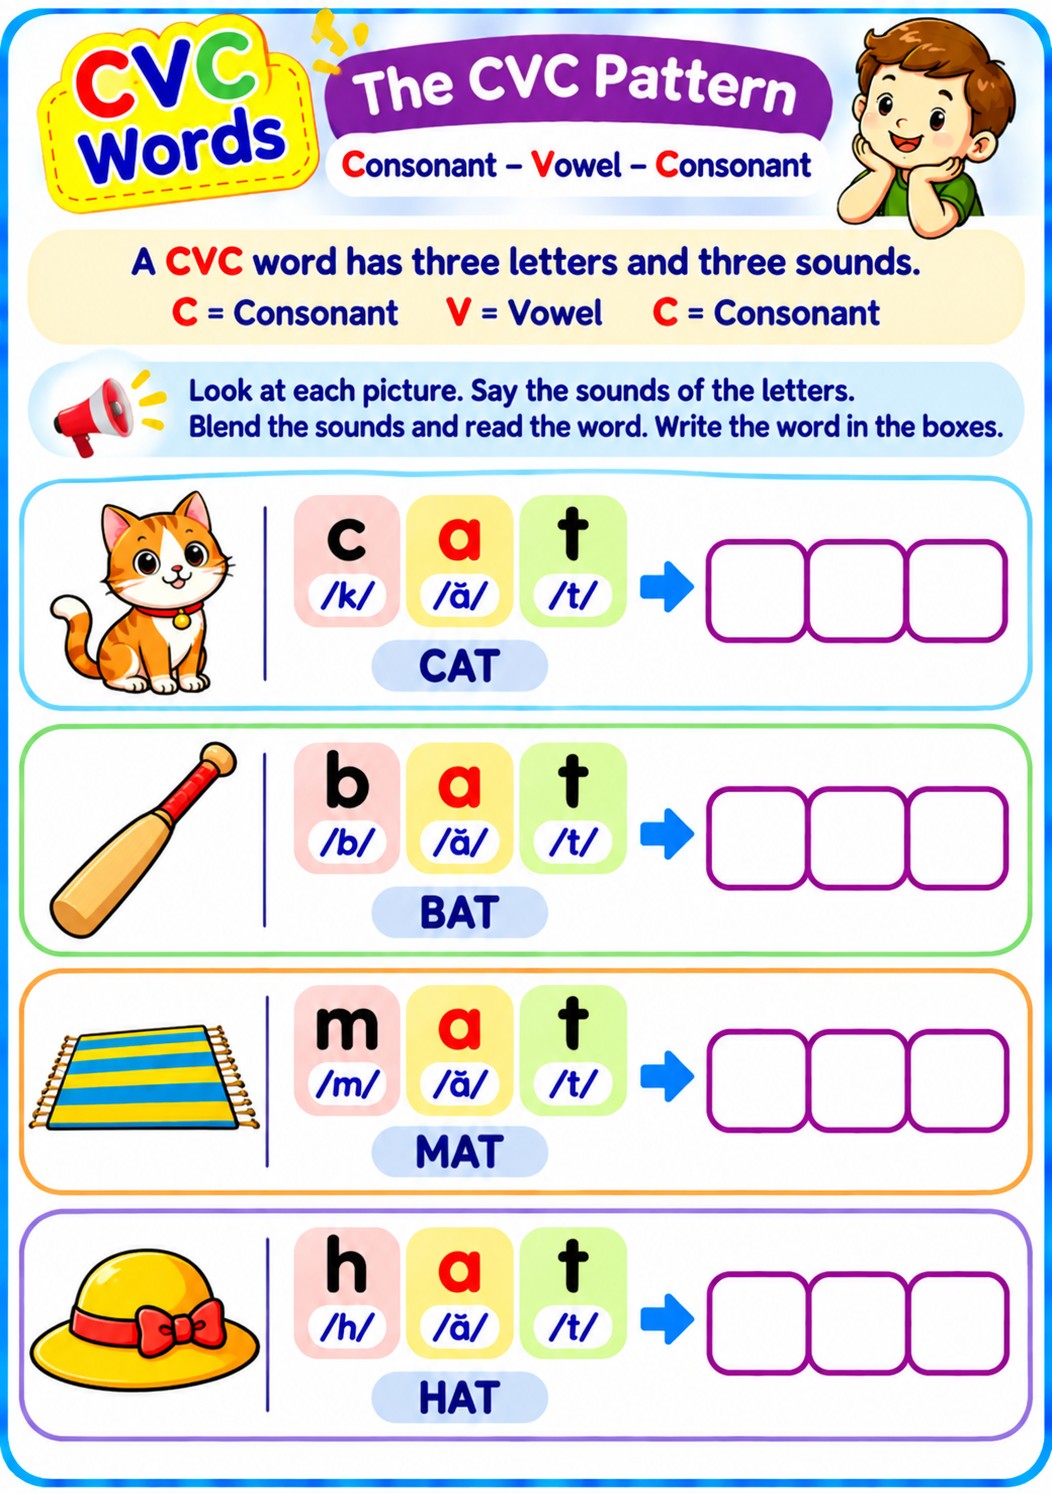 CVC
Words
The CVC Pattern
Consonant – Vowel – Consonant
A CVC word has three letters and three sounds.
C = Consonant V = Vowel C = Consonant
Look at each picture. Say the sounds of the letters.
Blend the sounds and read the word. Write the word in the boxes.
c a t
/k/ /ă/ /t/
CAT
b a t
/b/ /ă/ /t/
BAT
m a t
/m/ /ă/ /t/
MAT
h a t
/h/ /ă/ /t/
HAT